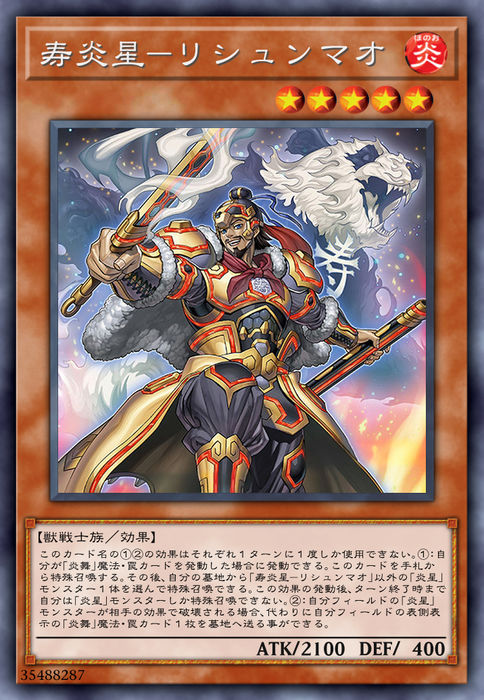 寿炎星－リシュンマオ
ほのお
炎
寿
【獣戦士族／効果】
このカード名の①②の効果はそれぞれ１ターンに１度しか使用できない。①：自
分が「炎舞」魔法・罠カードを発動した場合に発動できる。このカードを手札か
ら特殊召喚する。その後、自分の墓地から「寿炎星－リシュンマオ」以外の「炎星」
モンスター１体を選んで特殊召喚できる。この効果の発動後、ターン終了時まで
自分は「炎星」モンスターしか特殊召喚できない。②：自分フィールドの「炎星」
モンスターが相手の効果で破壊される場合、代わりに自分フィールドの表側表
示の「炎舞」魔法・罠カード１枚を墓地へ送る事ができる。
ATK/2100 DEF/ 400
35488287